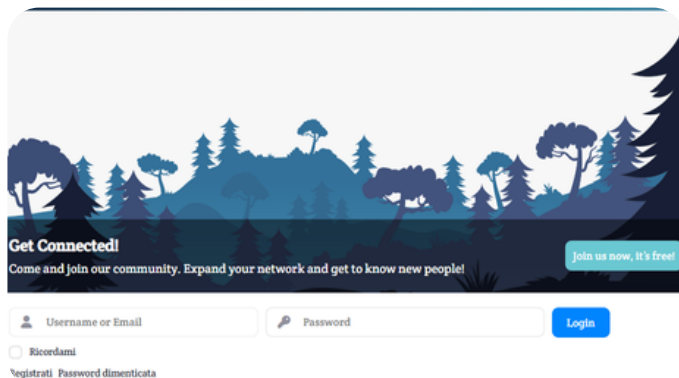 Get Connected!
Come and join our community. Expand your network and get to know new people!
Join us now, it's free!
Username or Email
Password
Login
Ricordami
Registrati Password dimenticata